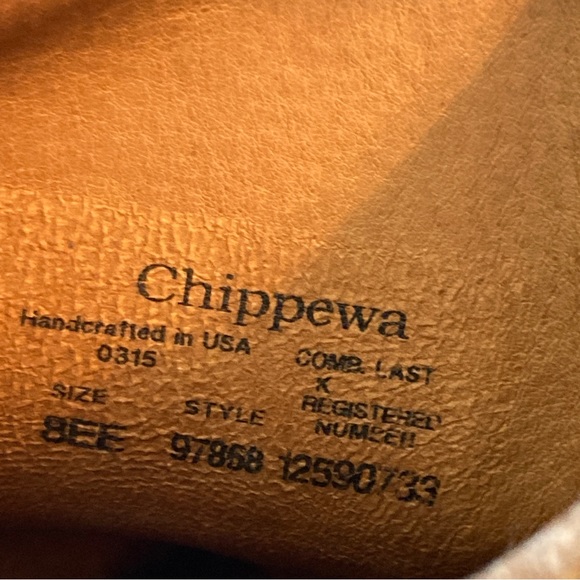 Chippewa
Handcrafted in USA
0315
COMB. LAST
K
REGISTERED
NUMBER
SIZE
8EE
STYLE
97868
12590733